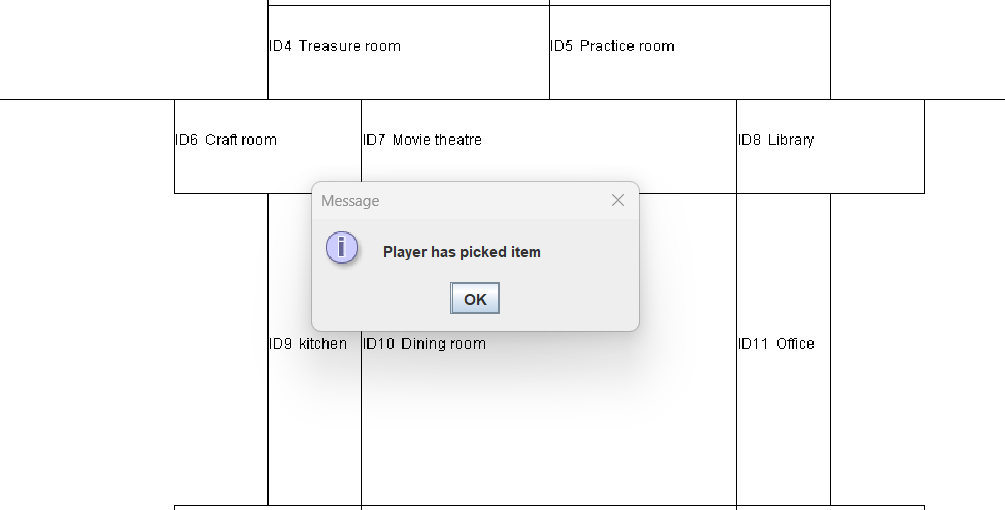 ID4 Treasure room
ID5 Practice room
ID6 Craft room
ID7 Movie theatre
ID8 Library
Message
Player has picked item
OK
ID9 kitchen
ID10 Dining room
ID11 Office